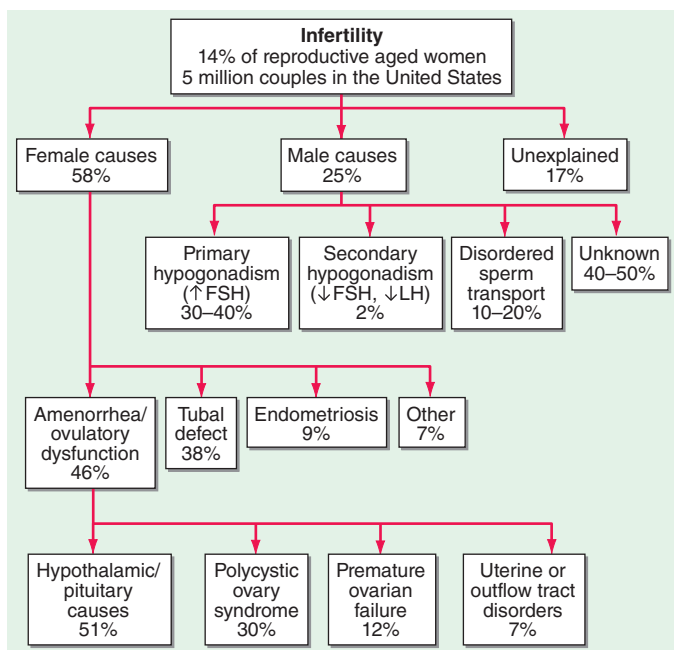 Infertility
14% of reproductive aged women
5 million couples in the United States
Female causes
58%
Male causes
25%
Unexplained
17%
Primary
hypogonadism
(↑FSH)
30–40%
Secondary
hypogonadism
(↓FSH, ↓LH)
2%
Disordered
sperm
transport
10–20%
Unknown
40–50%
Amenorrhea/
ovulatory
dysfunction
46%
Tubal
defect
38%
Endometriosis
9%
Other
7%
Hypothalamic/
pituitary
causes
51%
Polycystic
ovary
syndrome
30%
Premature
ovarian
failure
12%
Uterine or
outflow tract
disorders
7%